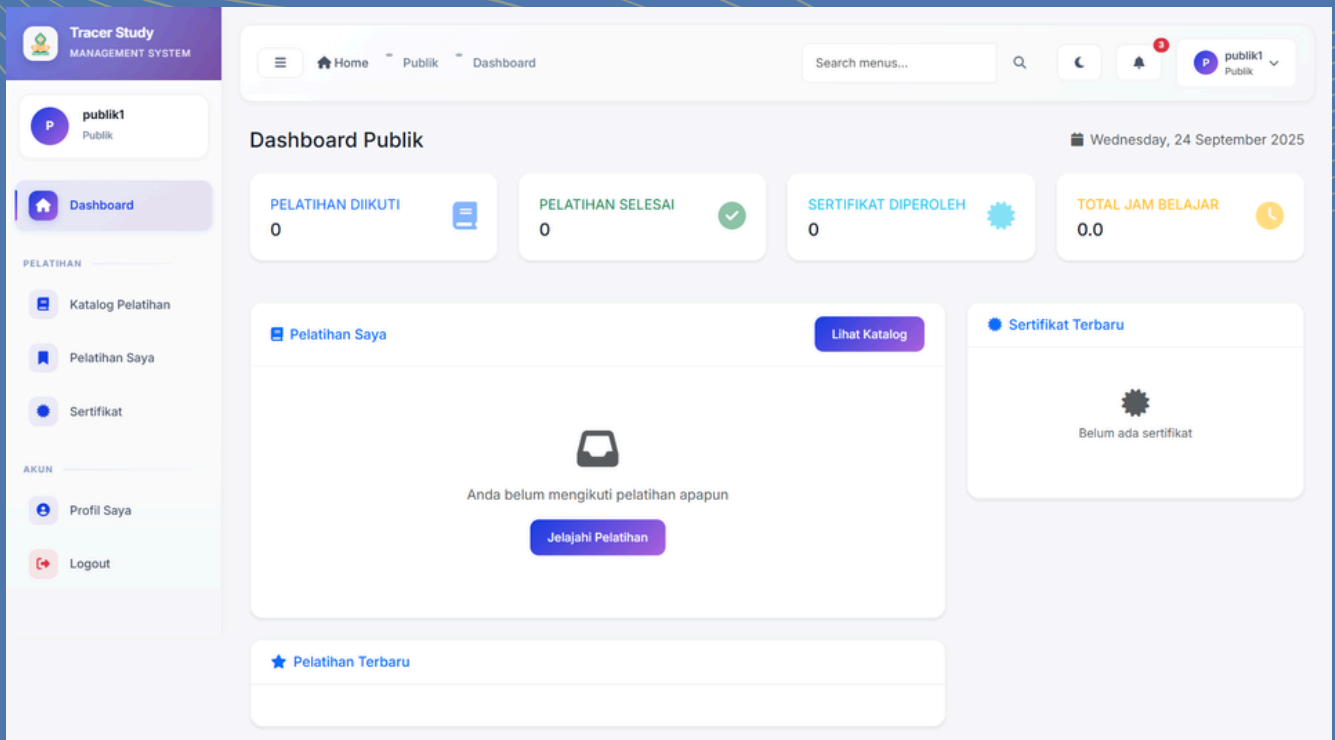 Tracer Study
MANAGEMENT SYSTEM
P
publik1
Publik
Dashboard
PELATIHAN
Katalog Pelatihan
Pelatihan Saya
Sertifikat
AKUN
Profil Saya
Logout
Home Publik Dashboard
Search menus...
3
P
publik1
Publik
Dashboard Publik
Wednesday, 24 September 2025
PELATIHAN DIIKUTI
0
PELATIHAN SELESAI
0
SERTIFIKAT DIPEROLEH
0
TOTAL JAM BELAJAR
0.0
Pelatihan Saya
Lihat Katalog
Anda belum mengikuti pelatihan apapun
Jelajahi Pelatihan
Sertifikat Terbaru
Belum ada sertifikat
Pelatihan Terbaru